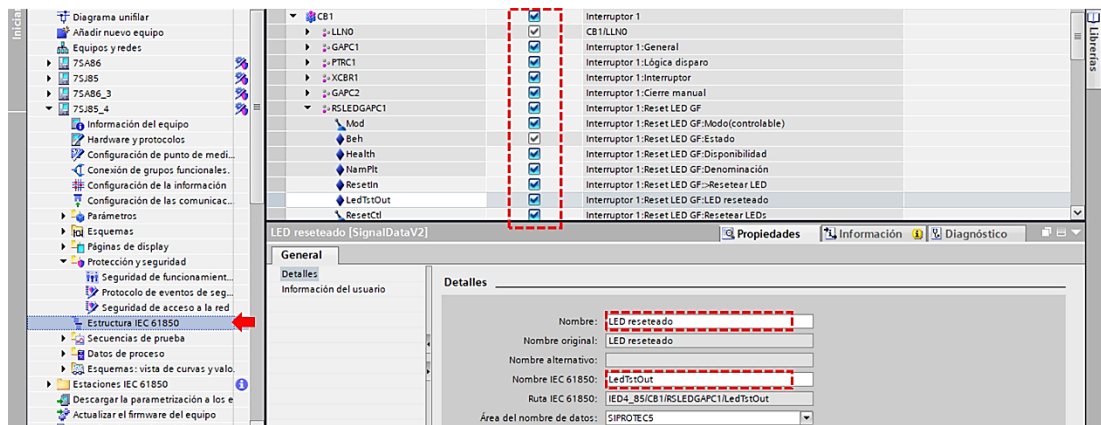 Inicia
Diagrama unifilar
Añadir nuevo equipo
Equipos y redes
7SA86
7SJ85
7SA86_3
7SJ85_4
Información del equipo
Hardware y protocolos
Configuración de punto de medi...
Conexión de grupos funcionales.
Configuración de la información
Configuración de las comunicac...
Parámetros
Esquemas
Páginas de display
Protección y seguridad
Seguridad de funcionamient...
Protocolo de eventos de seg...
Seguridad de acceso a la red
Estructura IEC 61850
Secuencias de prueba
Datos de proceso
Esquemas: vista de curvas y valo.
Estaciones IEC 61850
Descargar la parametrización a los e
Actualizar el firmware del equipo
CB1 Interruptor 1
LLN0 CB1/LLN0
GAPC1 Interruptor 1:General
PTRC1 Interruptor 1:Lógica disparo
XCBR1 Interruptor 1:Interruptor
GAPC2 Interruptor 1:Cierre manual
RSLEDGAPC1 Interruptor 1:Reset LED GF
Mod Interruptor 1:Reset LED GF:Modo(controlable)
Beh Interruptor 1:Reset LED GF:Estado
Health Interruptor 1:Reset LED GF:Disponibilidad
NamPlt Interruptor 1:Reset LED GF:Denominación
ResetIn Interruptor 1:Reset LED GF:>Resetear LED
LedTstOut Interruptor 1:Reset LED GF:LED reseteado
ResetCtl Interruptor 1:Reset LED GF:Resetear LEDs
LED reseteado [SignalDataV2]
Propiedades Información Diagnóstico
General
Detalles
Información del usuario
Detalles
Nombre: LED reseteado
Nombre original: LED reseteado
Nombre alternativo:
Nombre IEC 61850: LedTstOut
Ruta IEC 61850: IED4_85/CB1/RSLEDGAPC1/LedTstOut
Área del nombre de datos: SIPROTEC5
Librerías